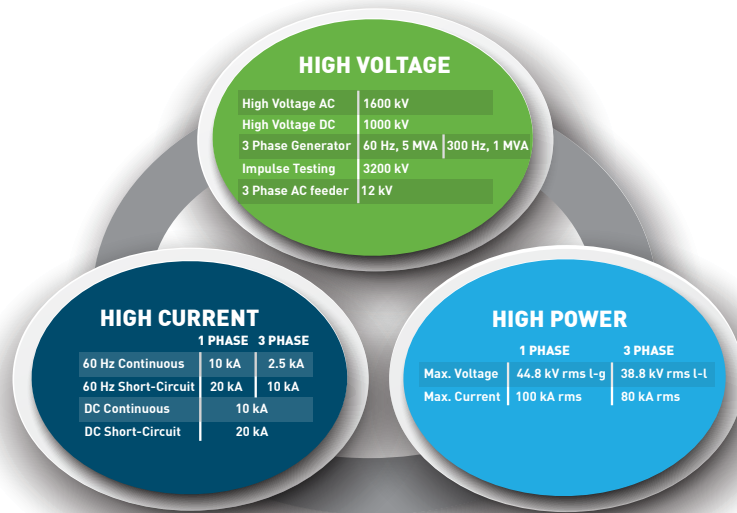 HIGH VOLTAGE
High Voltage AC 1600 kV
High Voltage DC 1000 kV
3 Phase Generator 60 Hz, 5 MVA 300 Hz, 1 MVA
Impulse Testing 3200 kV
3 Phase AC feeder 12 kV
HIGH CURRENT
1 PHASE 3 PHASE
60 Hz Continuous 10 kA 2.5 kA
60 Hz Short-Circuit 20 kA 10 kA
DC Continuous 10 kA
DC Short-Circuit 20 kA
HIGH POWER
1 PHASE 3 PHASE
Max. Voltage 44.8 kV rms l-g 38.8 kV rms l-l
Max. Current 100 kA rms 80 kA rms